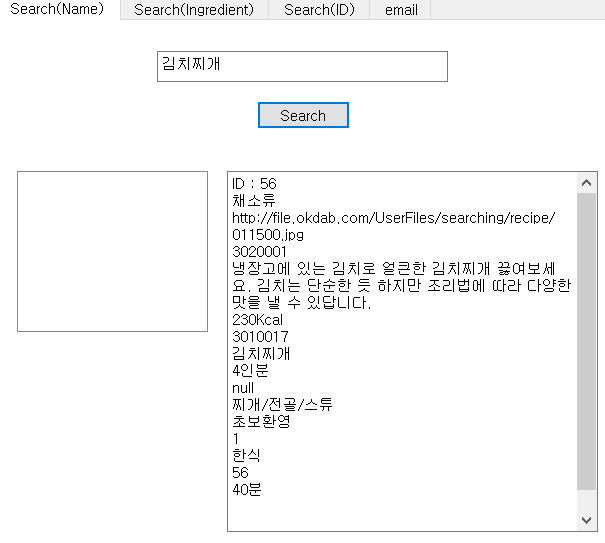 Search(Name) Search(Ingredient) Search(ID) email
김치찌개
Search
ID : 56
채소류
http://file.okdab.com/UserFiles/searching/recipe/
011500.jpg
3020001
냉장고에 있는 김치로 얼큰한 김치찌개 끓여보세
요. 김치는 단순한 듯 하지만 조리법에 따라 다양한
맛을 낼 수 있답니다.
230Kcal
3010017
김치찌개
4인분
null
찌개/전골/스튜
초보환영
1
한식
56
40분